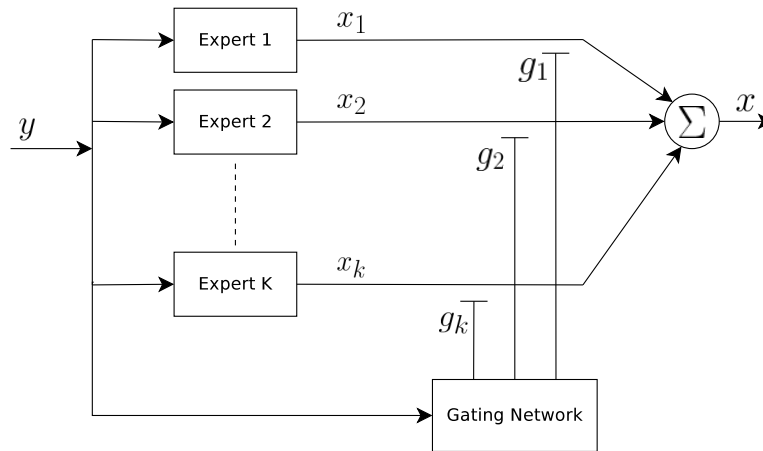 Expert 1
x₁
g₁
y
Expert 2
x₂
g₂
∑
x
Expert K
xₖ
gₖ
Gating Network